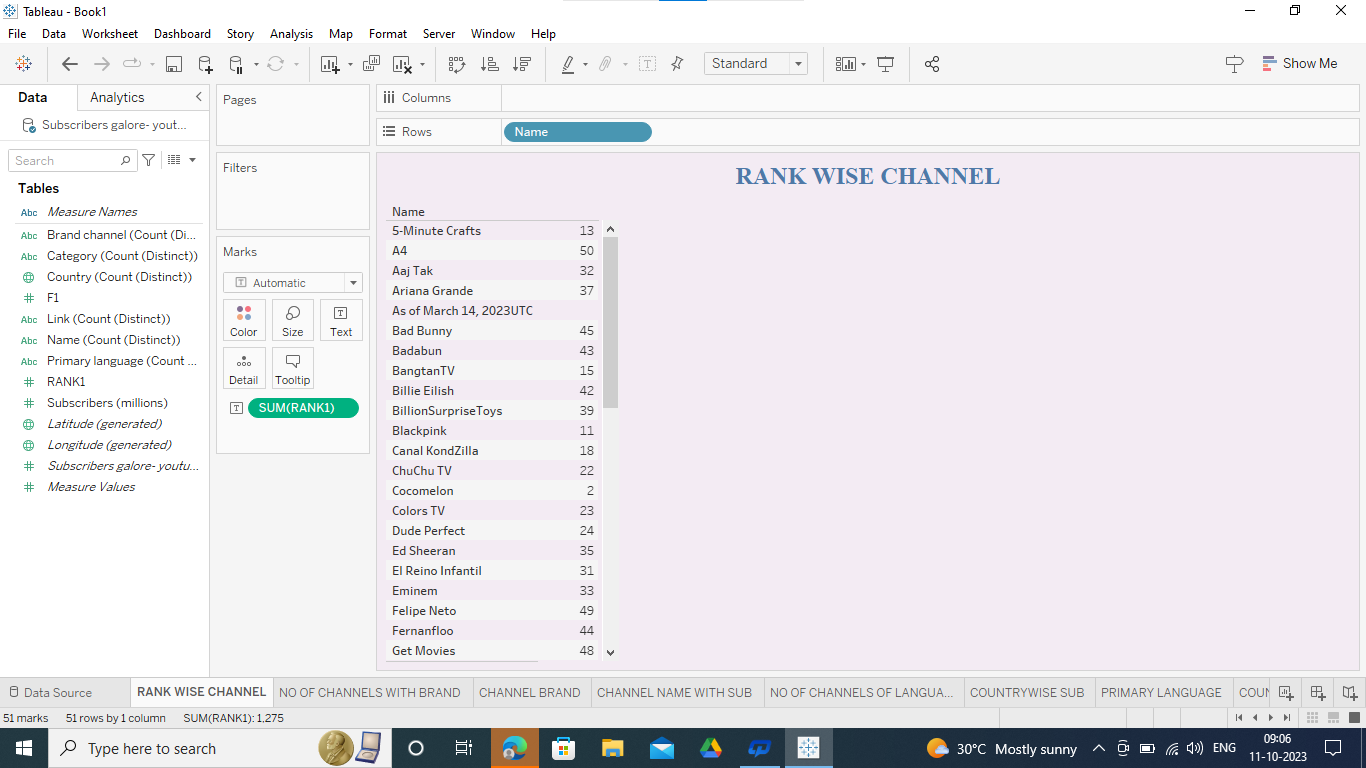 Tableau - Book1
File Data Worksheet Dashboard Story Analysis Map Format Server Window Help
Standard
Show Me
Data Analytics
Subscribers galore- yout...
Search
Tables
Abc Measure Names
Abc Brand channel (Count (Di...
Abc Category (Count (Distinct))
Country (Count (Distinct))
# F1
Abc Link (Count (Distinct))
Abc Name (Count (Distinct))
Abc Primary language (Count ...
# RANK1
# Subscribers (millions)
Latitude (generated)
Longitude (generated)
# Subscribers galore- youtu...
# Measure Values
Pages
Filters
Marks
T Automatic
Color Size Text
Detail Tooltip
T SUM(RANK1)
Columns
Rows Name
RANK WISE CHANNEL
Name
5-Minute Crafts 13
A4 50
Aaj Tak 32
Ariana Grande 37
As of March 14, 2023UTC
Bad Bunny 45
Badabun 43
BangtanTV 15
Billie Eilish 42
BillionSurpriseToys 39
Blackpink 11
Canal KondZilla 18
ChuChu TV 22
Cocomelon 2
Colors TV 23
Dude Perfect 24
Ed Sheeran 35
El Reino Infantil 31
Eminem 33
Felipe Neto 49
Fernanfloo 44
Get Movies 48
Data Source RANK WISE CHANNEL NO OF CHANNELS WITH BRAND CHANNEL BRAND CHANNEL NAME WITH SUB NO OF CHANNELS OF LANGUA... COUNTRYWISE SUB PRIMARY LANGUAGE COUN
51 marks 51 rows by 1 column SUM(RANK1): 1,275
Type here to search
30°C Mostly sunny
ENG
09:06
11-10-2023